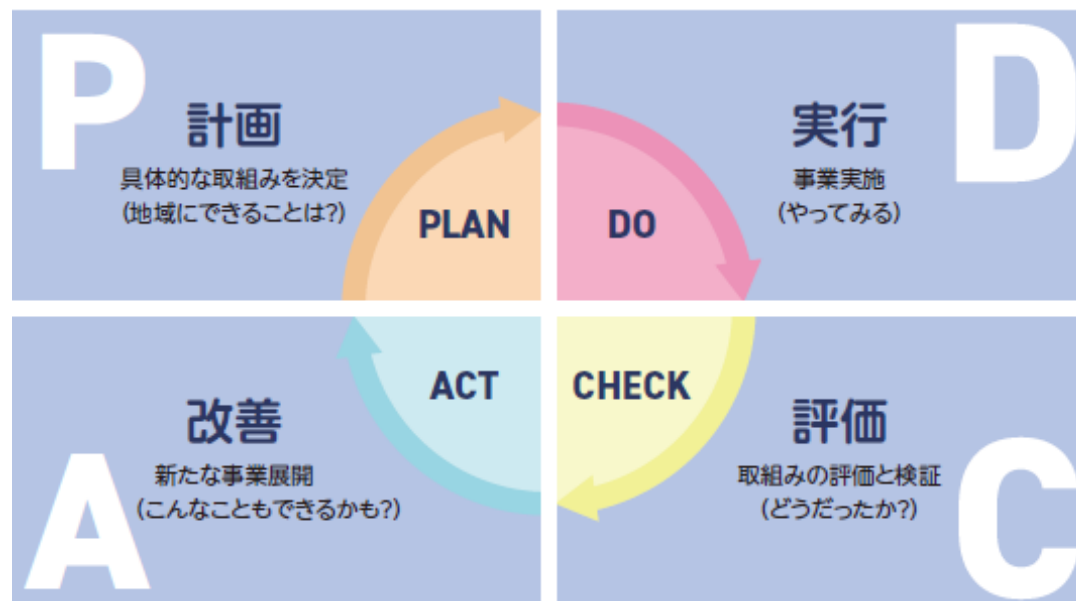 P
計画
具体的な取組みを決定
(地域にできることは?)
PLAN
D
実行
事業実施
(やってみる)
DO
A
改善
新たな事業展開
(こんなこともできるかも?)
ACT
C
評価
取組みの評価と検証
(どうだったか?)
CHECK